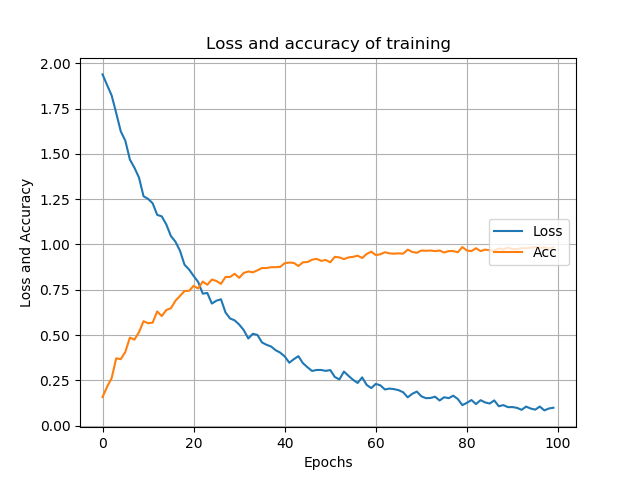 Loss and accuracy of training
2.00
1.75
1.50
1.25
1.00
0.75
0.50
0.25
0.00
Loss and Accuracy
Loss
Acc
0 20 40 60 80 100
Epochs